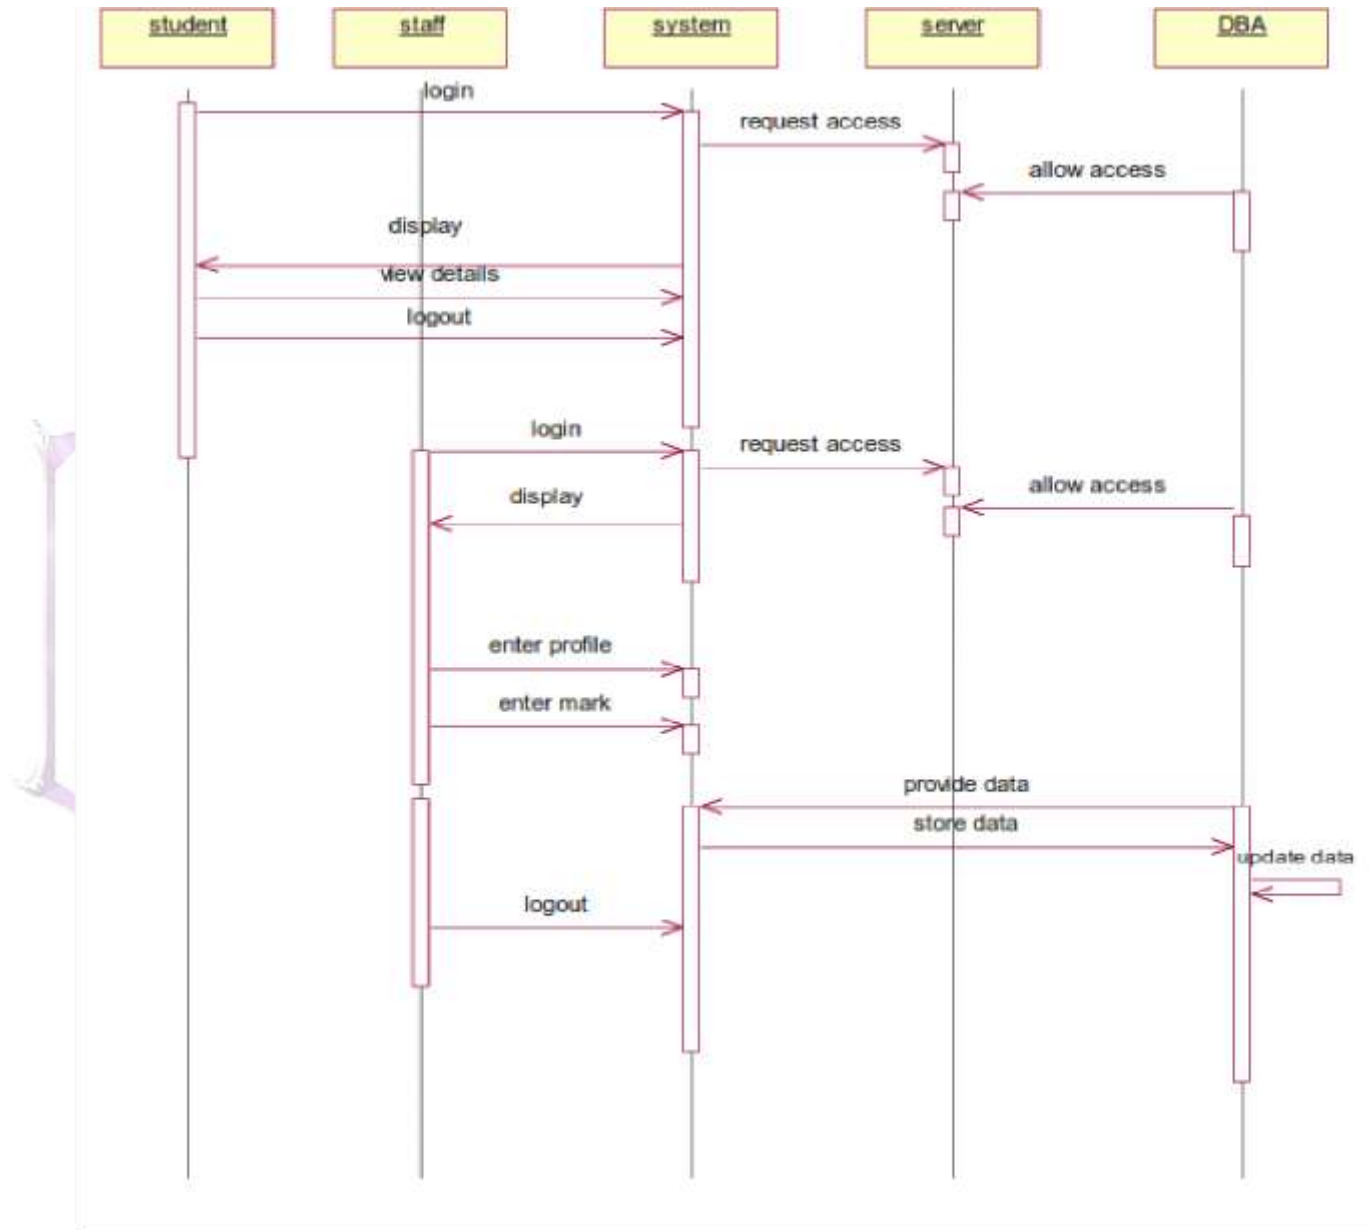 student
staff
system
server
DBA
login
request access
allow access
display
view details
logout
login
request access
allow access
display
enter profile
enter mark
provide data
store data
update data
logout